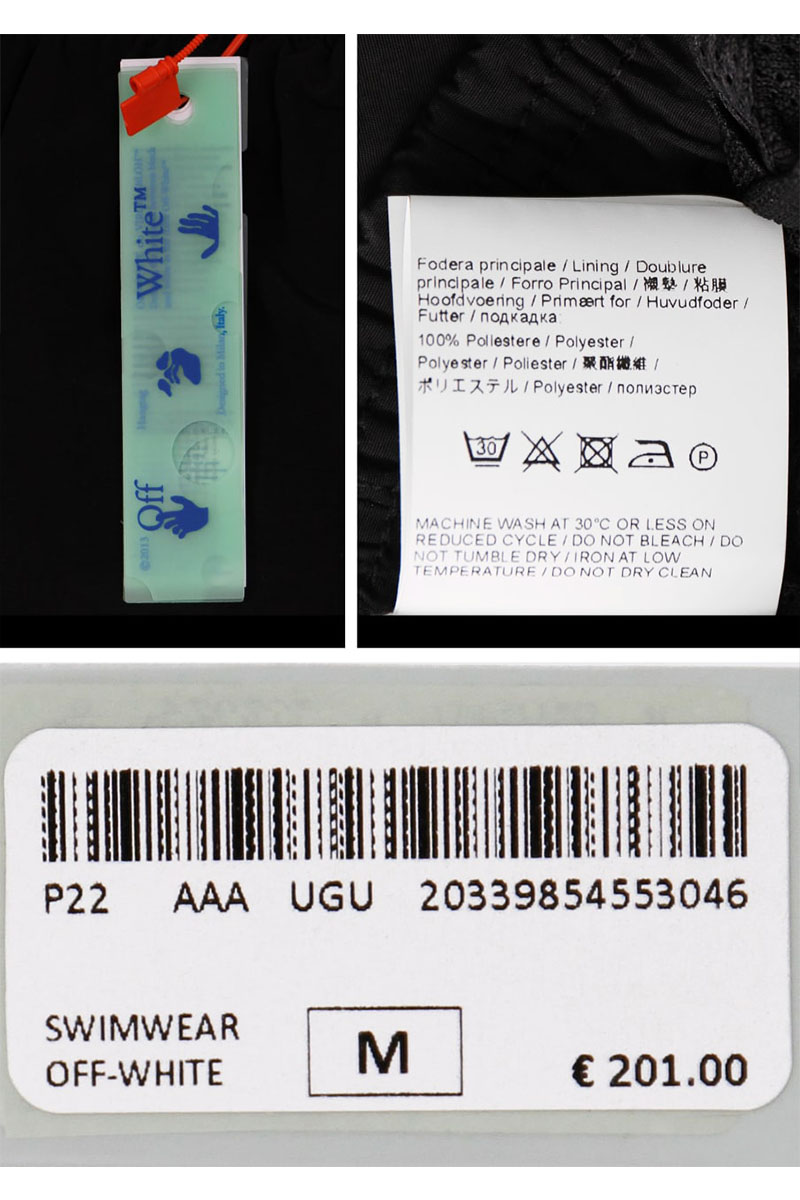 White™
Hangtag
Designed in Milan, Italy.
Off
©2013
Fodera principale / Lining / Doublure
principale / Forro Principal / 襯墊 / 粘膜
Hoofdvoering / Primært for / Huvudfoder /
Futter / подкадка:
100% Poliestere / Polyester /
Polyester / Poliester / 聚酯纖維 /
ポリエステル / Polyester / полиэстер
30
P
MACHINE WASH AT 30°C OR LESS ON
REDUCED CYCLE / DO NOT BLEACH / DO
NOT TUMBLE DRY / IRON AT LOW
TEMPERATURE / DO NOT DRY CLEAN
P22 AAA UGU 20339854553046
SWIMWEAR
OFF-WHITE
M
€ 201.00